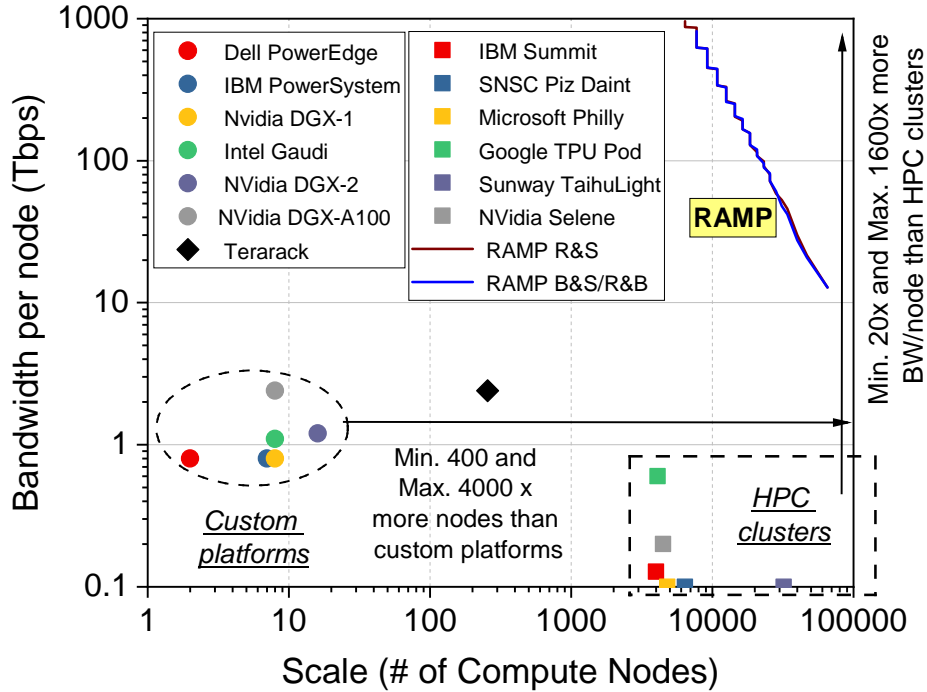 Bandwidth per node (Tbps)
1000
100
10
1
0.1
Dell PowerEdge
IBM PowerSystem
Nvidia DGX-1
Intel Gaudi
NVidia DGX-2
NVidia DGX-A100
Terarack
IBM Summit
SNSC Piz Daint
Microsoft Philly
Google TPU Pod
Sunway TaihuLight
NVidia Selene
RAMP R&S
RAMP B&S/R&B
RAMP
Min. 20x and Max. 1600x more
BW/node than HPC clusters
Custom
platforms
Min. 400 and
Max. 4000 x
more nodes than
custom platforms
HPC
clusters
1
10
100
1000
10000
100000
Scale (# of Compute Nodes)